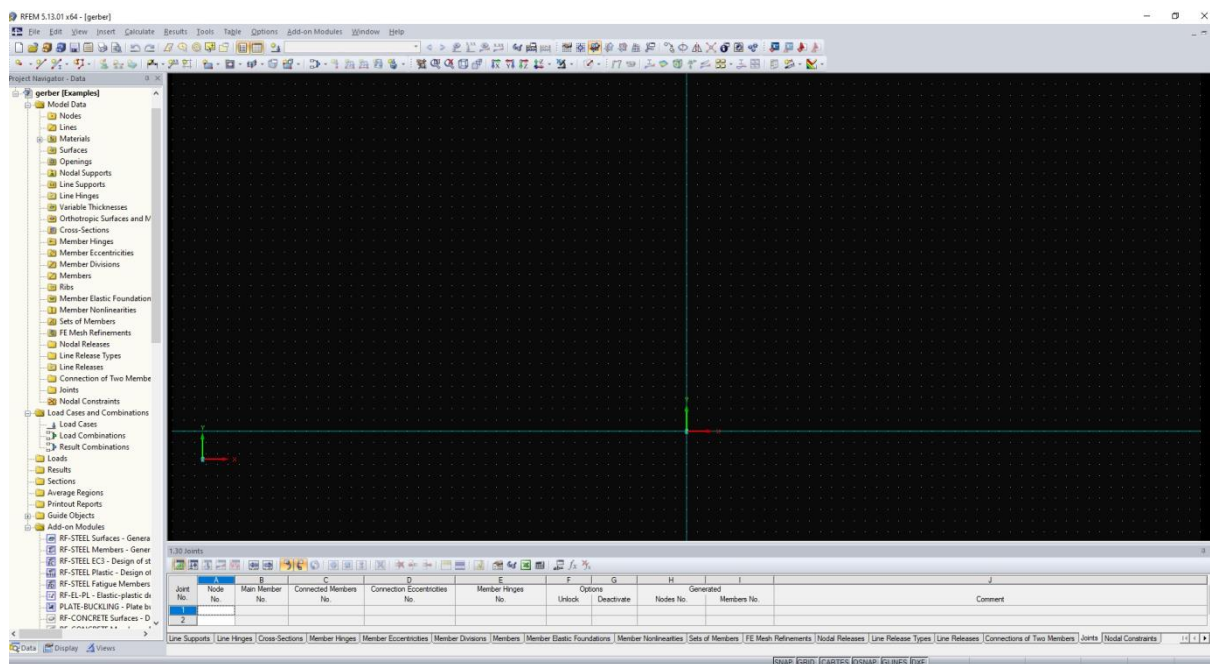 RFEM 5.13.01 x64 - [gerber]
File Edit View Insert Calculate Results Tools Table Options Add-on Modules Window Help
Project Navigator - Data
gerber [Examples]
Model Data
Nodes
Lines
Materials
Surfaces
Openings
Nodal Supports
Line Supports
Line Hinges
Variable Thicknesses
Orthotropic Surfaces and M
Cross-Sections
Member Hinges
Member Eccentricities
Member Divisions
Members
Ribs
Member Elastic Foundation
Member Nonlinearities
Sets of Members
FE Mesh Refinements
Nodal Releases
Line Release Types
Line Releases
Connection of Two Membe
Joints
Nodal Constraints
Load Cases and Combinations
Load Cases
Load Combinations
Result Combinations
Loads
Results
Sections
Average Regions
Printout Reports
Guide Objects
Add-on Modules
RF-STEEL Surfaces - Genera
RF-STEEL Members - Gener
RF-STEEL EC3 - Design of st
RF-STEEL Plastic - Design of
RF-STEEL Fatigue Members
RF-EL-PL - Elastic-plastic de
PLATE-BUCKLING - Plate bu
RF-CONCRETE Surfaces - D
Data Display Views
Y
X
Y
X
1.30 Joints
A B C D E F G H I J
Joint Node Main Member Connected Members Connection Eccentricities Member Hinges Options Generated
No. No. No. No. No. No. Unlock Deactivate Nodes No. Members No. Comment
1
2
Line Supports Line Hinges Cross-Sections Member Hinges Member Eccentricities Member Divisions Members Member Elastic Foundations Member Nonlinearities Sets of Members FE Mesh Refinements Nodal Releases Line Release Types Line Releases Connections of Two Members Joints Nodal Constraints
SNAP GRID CARTES OSNAP GLINES DXF